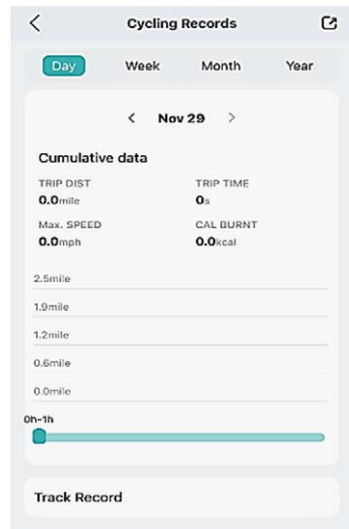 Cycling Records
Day Week Month Year
< Nov 29 >
Cumulative data
TRIP DIST TRIP TIME
0.0mile 0s
Max. SPEED CAL BURNT
0.0mph 0.0kcal
2.5mile
1.9mile
1.2mile
0.6mile
0.0mile
0h-1h
Track Record